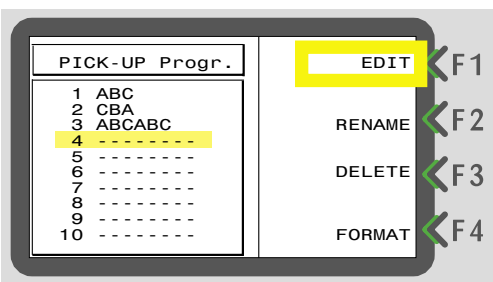 PICK-UP Progr.
1 ABC
2 CBA
3 ABCABC
4 --------
5 --------
6 --------
7 --------
8 --------
9 --------
10 --------
EDIT F1
RENAME F2
DELETE F3
FORMAT F4